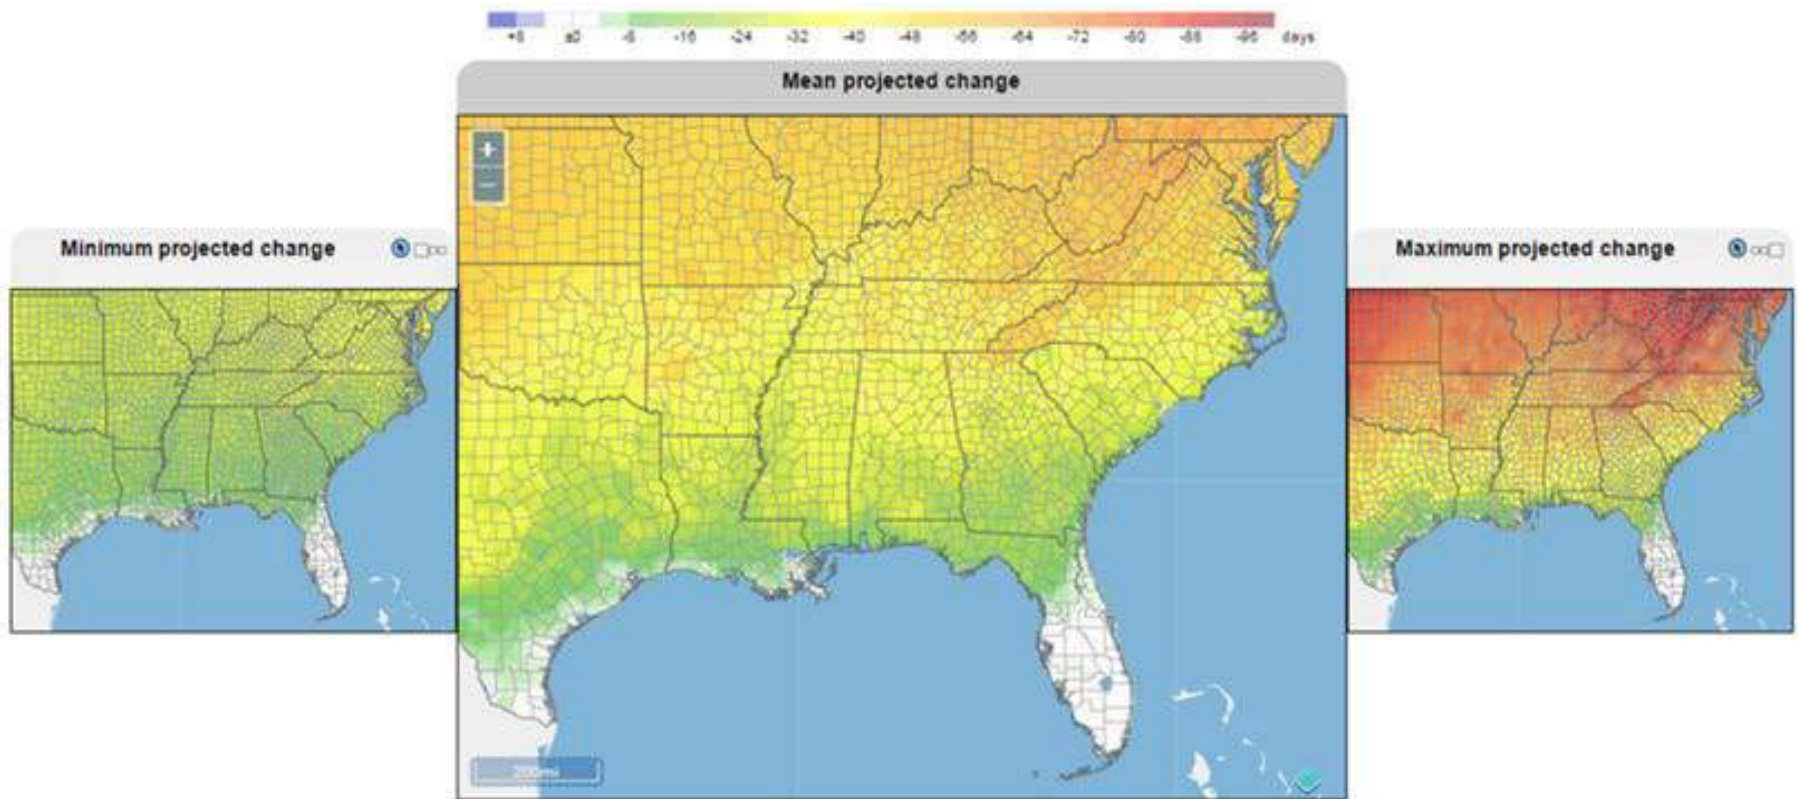 +8 ±0 -8 -16 -24 -32 -40 -48 -56 -64 -72 -80 -88 -96 days
Mean projected change
+
−
Minimum projected change
Maximum projected change